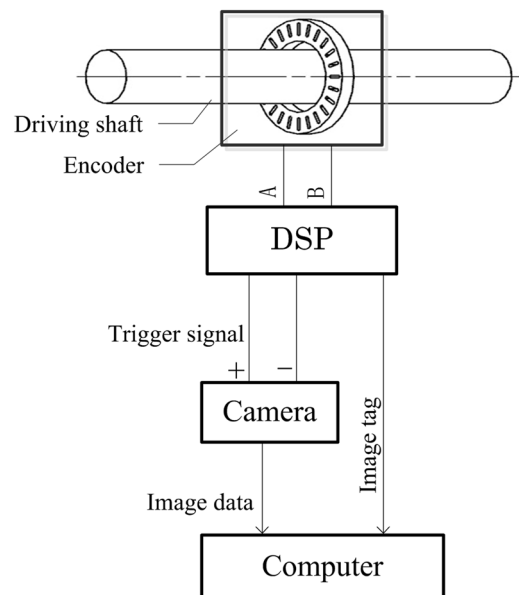 Driving shaft
Encoder
A
B
DSP
Trigger signal
+
−
Camera
Image tag
Image data
Computer